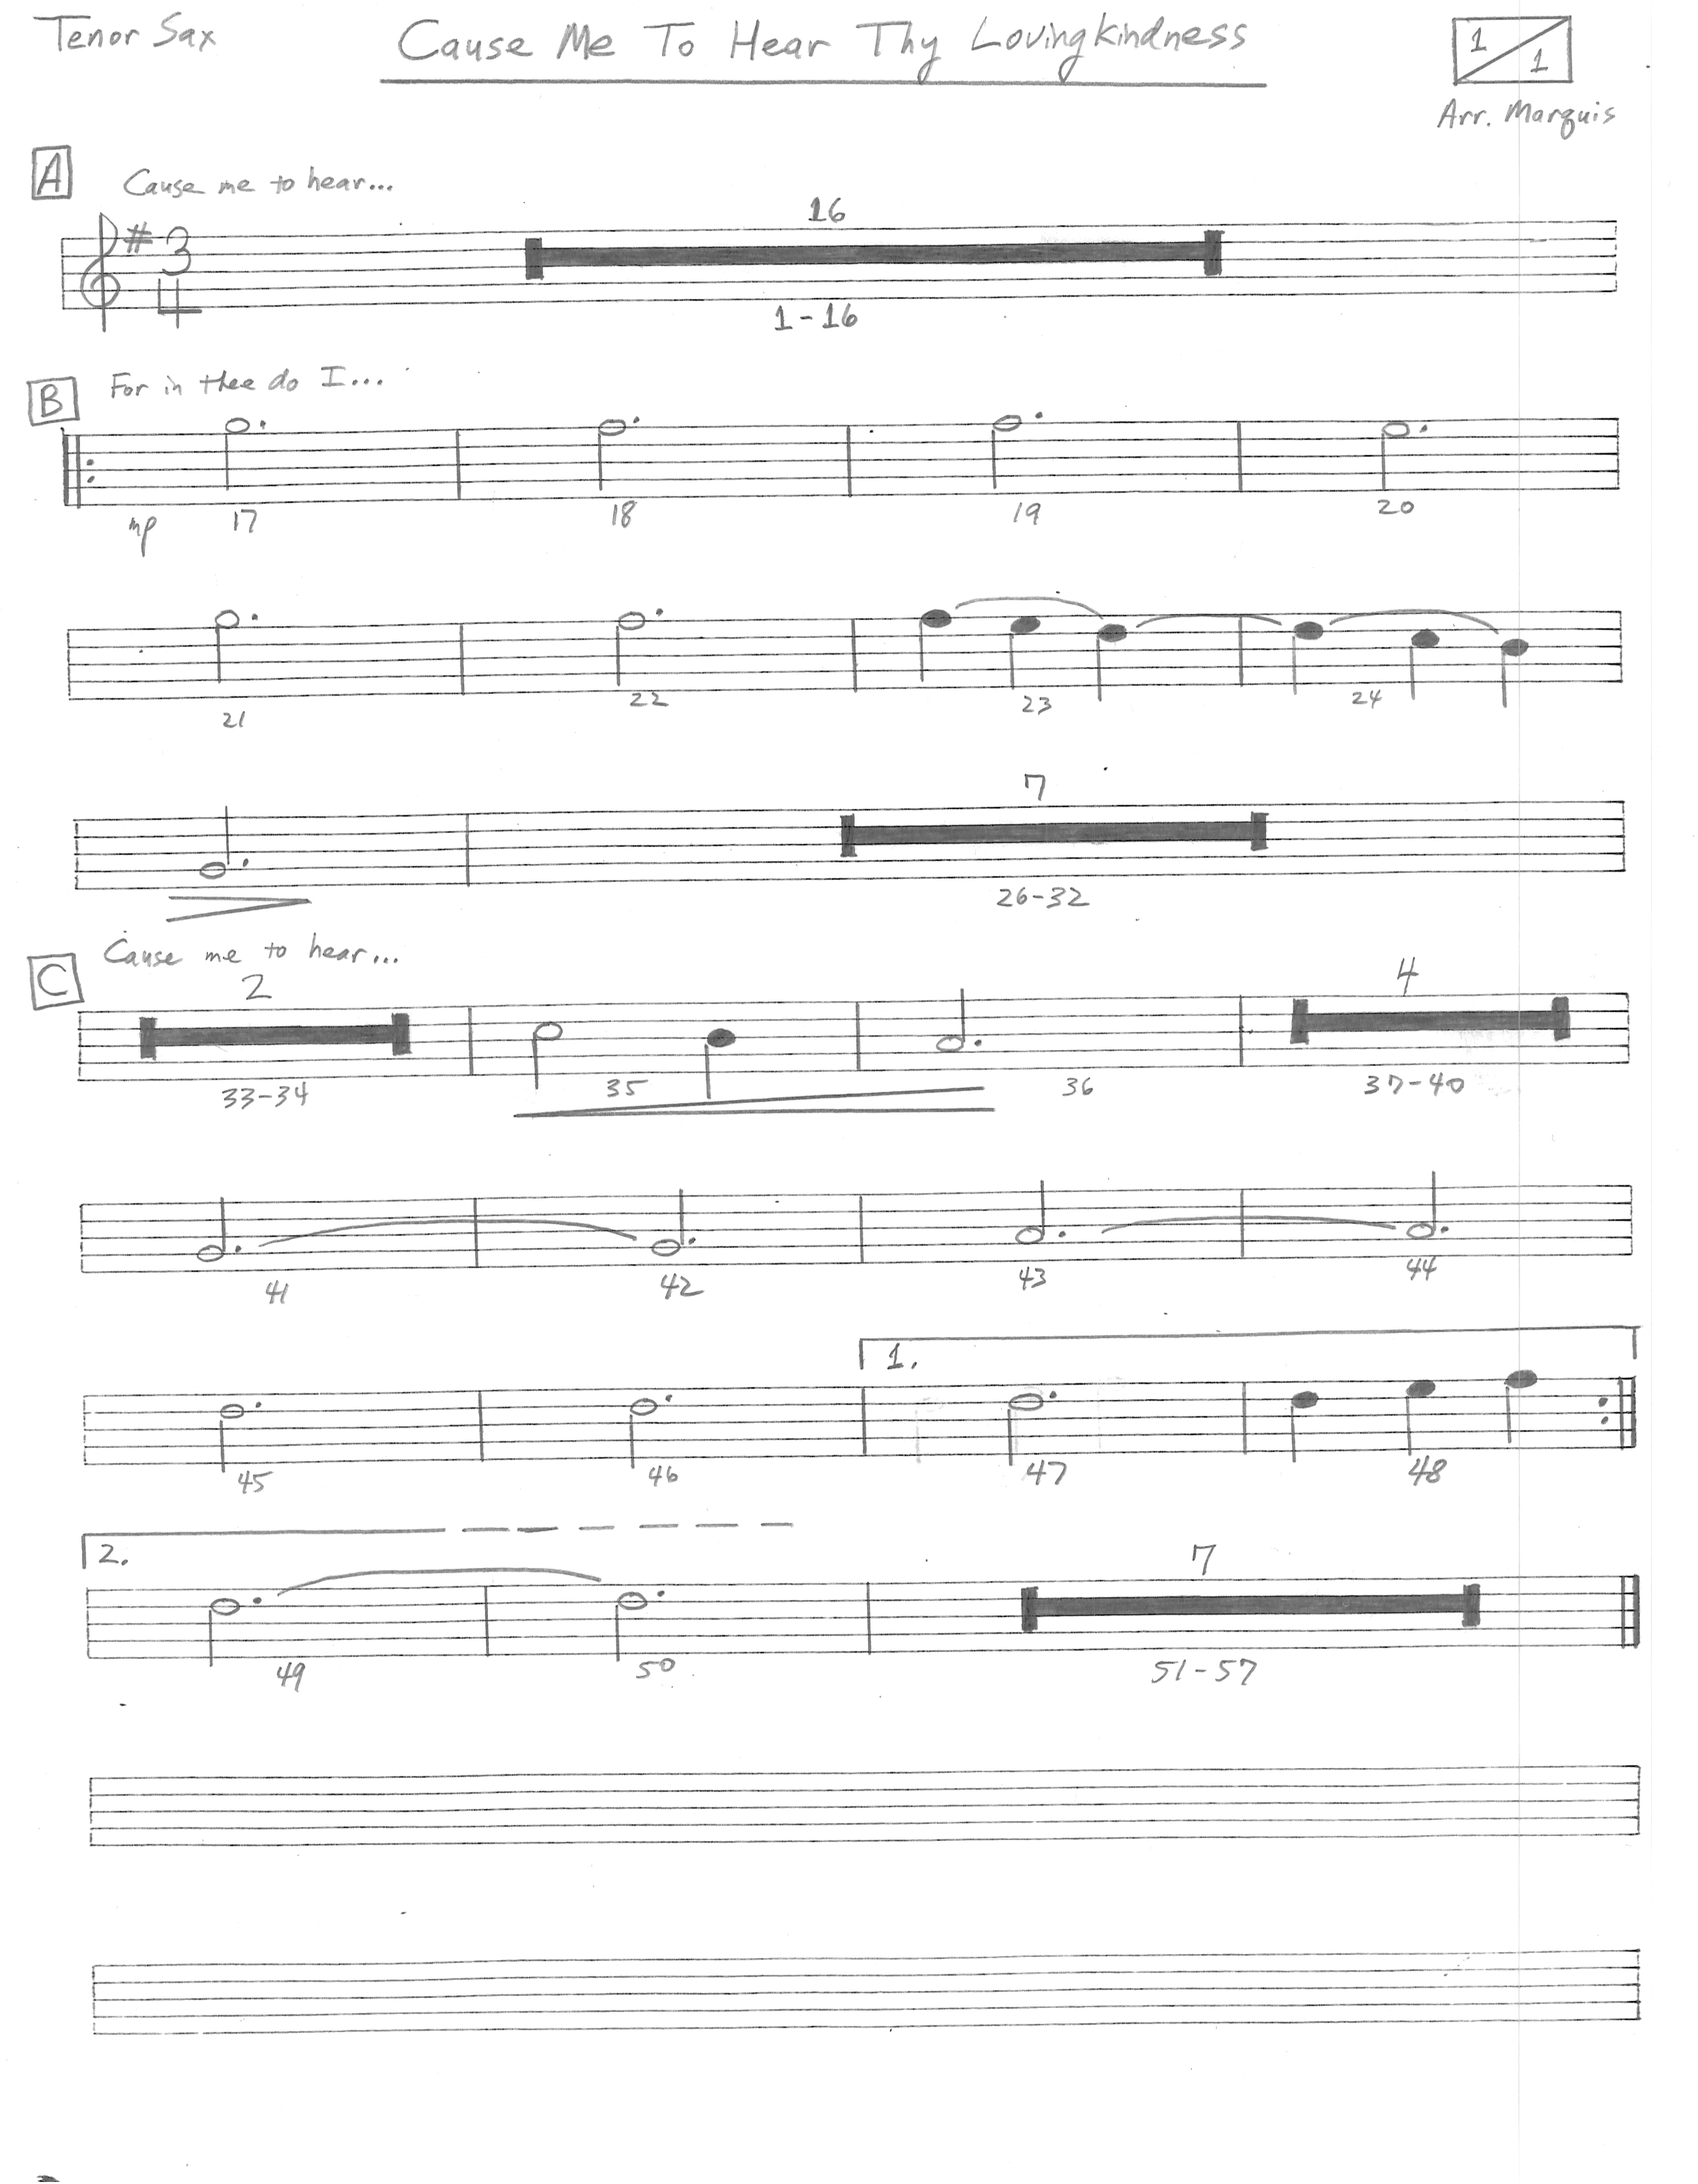 Tenor Sax
Cause Me To Hear Thy Lovingkindness
1/1
Arr. Marquis
A Cause me to hear...
16
3
4
1-16
B For in thee do I...
mp 17 18 19 20
21 22 23 24
7
26-32
C Cause me to hear...
2 4
33-34 35 36 37-40
41 42 43 44
1.
45 46 47 48
2.
7
49 50 51-57